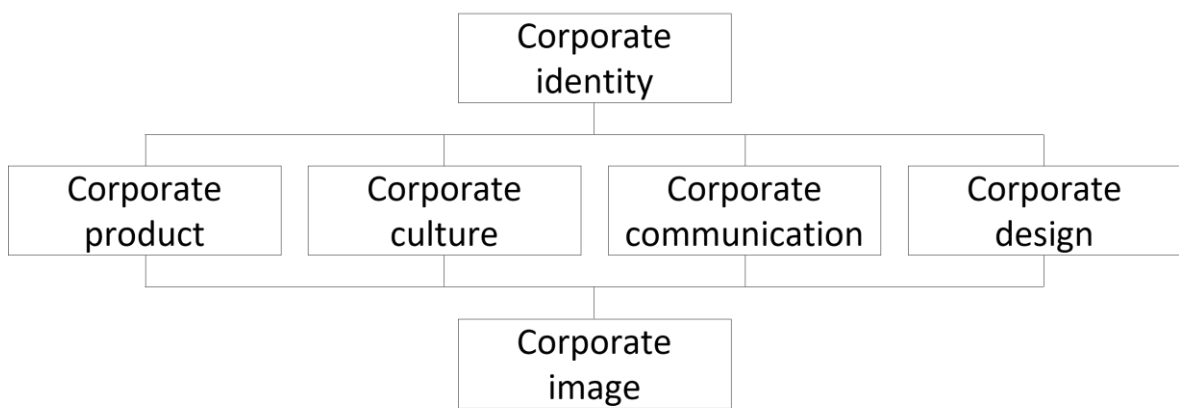 Corporate
identity
Corporate
product
Corporate
culture
Corporate
communication
Corporate
design
Corporate
image